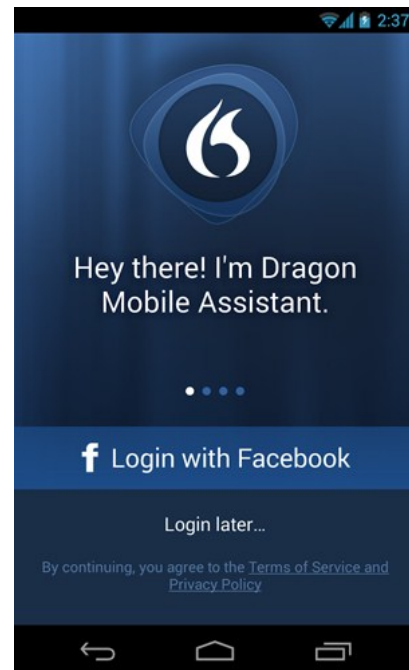 2:37
Hey there! I'm Dragon
Mobile Assistant.
f Login with Facebook
Login later...
By continuing, you agree to the Terms of Service and
Privacy Policy